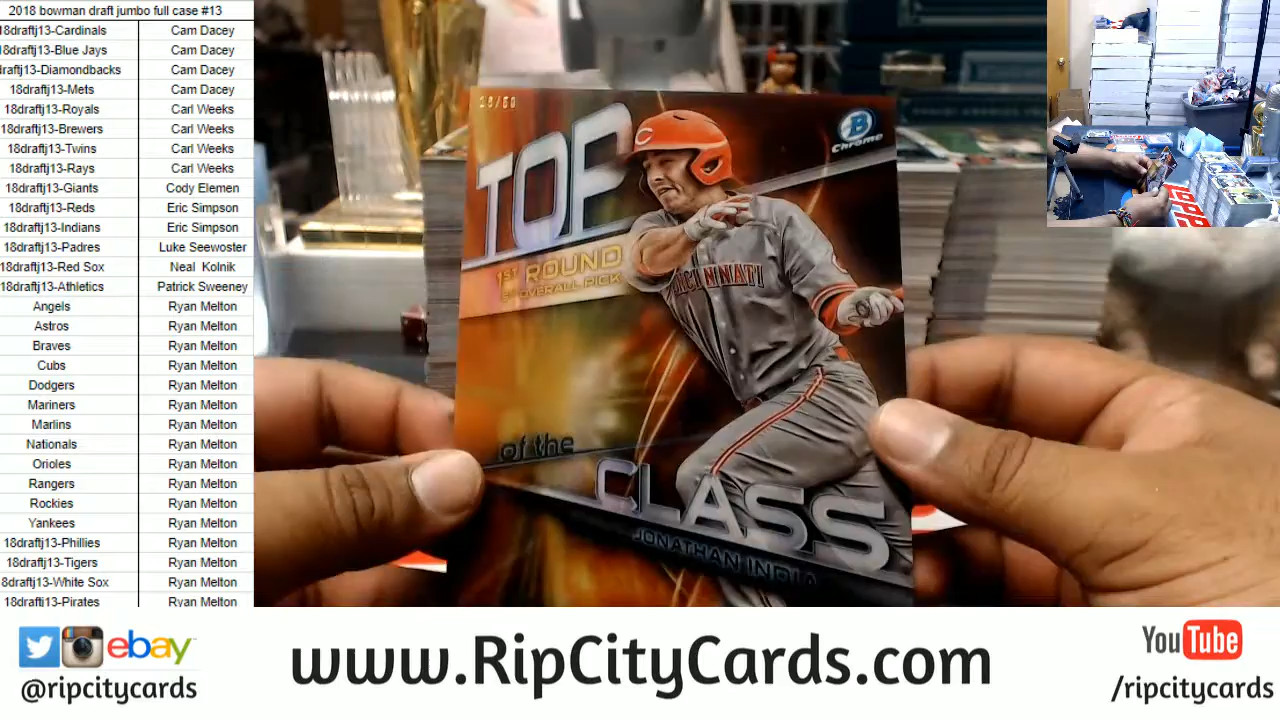 2018 bowman draft jumbo full case #13
18draftj13-Cardinals Cam Dacey
18draftj13-Blue Jays Cam Dacey
draftj13-Diamondbacks Cam Dacey
18draftj13-Mets Cam Dacey
18draftj13-Royals Carl Weeks
18draftj13-Brewers Carl Weeks
18draftj13-Twins Carl Weeks
18draftj13-Rays Carl Weeks
18draftj13-Giants Cody Elemen
18draftj13-Reds Eric Simpson
18draftj13-Indians Eric Simpson
18draftj13-Padres Luke Seewoster
18draftj13-Red Sox Neal Kolnik
18draftj13-Athletics Patrick Sweeney
Angels Ryan Melton
Astros Ryan Melton
Braves Ryan Melton
Cubs Ryan Melton
Dodgers Ryan Melton
Mariners Ryan Melton
Marlins Ryan Melton
Nationals Ryan Melton
Orioles Ryan Melton
Rangers Ryan Melton
Rockies Ryan Melton
Yankees Ryan Melton
18draftj13-Phillies Ryan Melton
18draftj13-Tigers Ryan Melton
8draftj13-White Sox Ryan Melton
18draftj13-Pirates Ryan Melton
B
Chrome
TOP
1ST ROUND
OVERALL PICK
C
CINCINNATI
of the
CLASS
JONATHAN INDIA
TOPPS
ebay
@ripcitycards
www.RipCityCards.com
YouTube
/ripcitycards